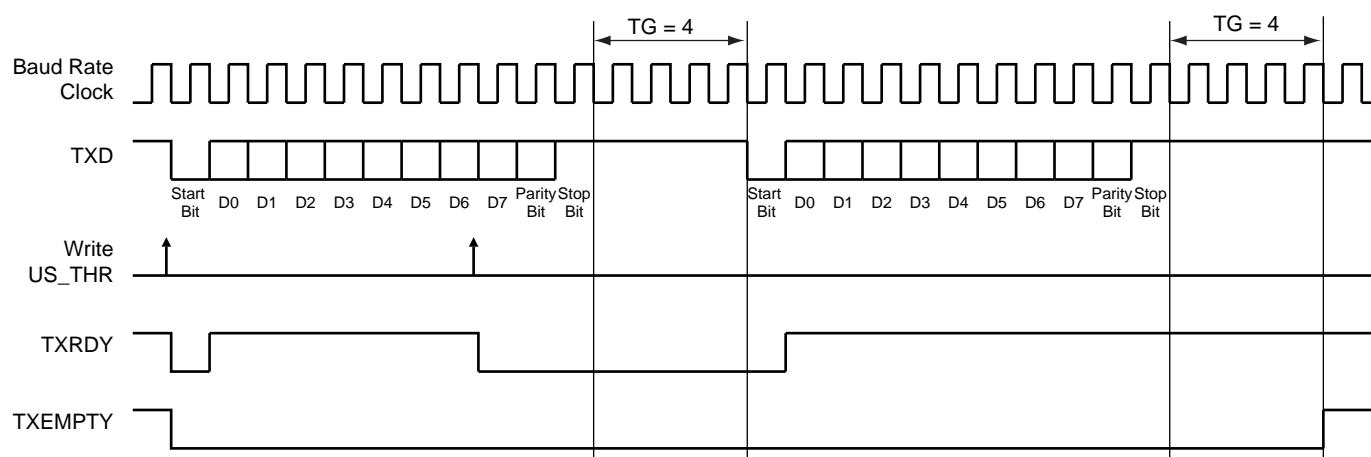 TG = 4
TG = 4
Baud Rate
Clock
TXD
Start
Bit
D0
D1
D2
D3
D4
D5
D6
D7
Parity
Bit
Stop
Bit
Start
Bit
D0
D1
D2
D3
D4
D5
D6
D7
Parity
Bit
Stop
Bit
Write
US_THR
TXRDY
TXEMPTY